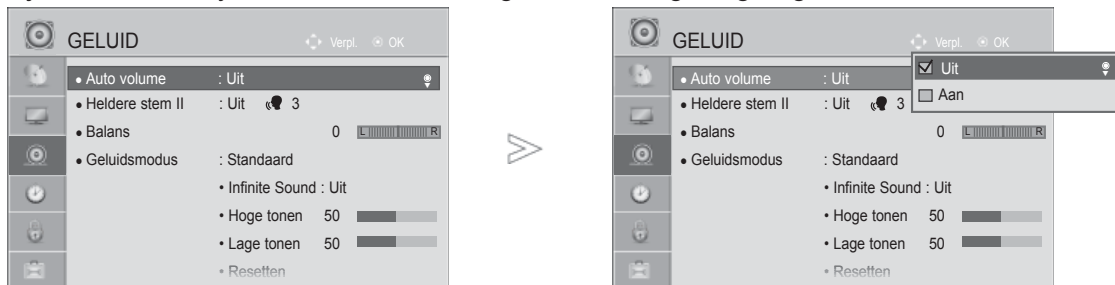 GELUID
Verpl. OK
• Auto volume : Uit
• Heldere stem II : Uit 3
• Balans 0 L R
• Geluidsmodus : Standaard
• Infinite Sound : Uit
• Hoge tonen 50
• Lage tonen 50
• Resetten
GELUID
Verpl. OK
• Auto volume : Uit
Uit
Aan
• Heldere stem II : Uit 3
• Balans 0 L R
• Geluidsmodus : Standaard
• Infinite Sound : Uit
• Hoge tonen 50
• Lage tonen 50
• Resetten